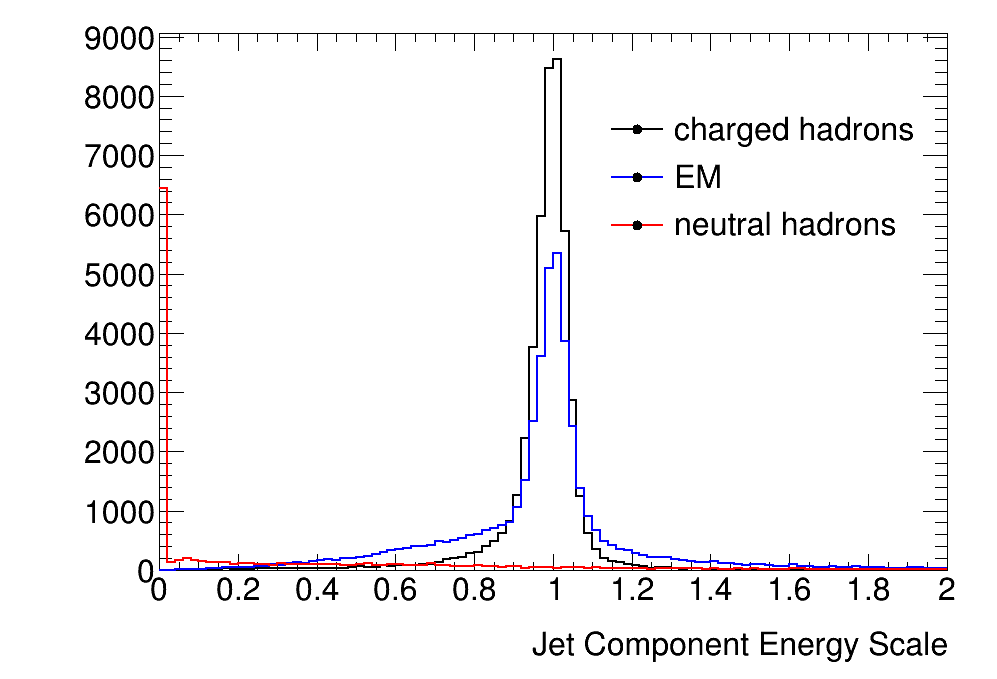 9000
8000
7000
6000
5000
4000
3000
2000
1000
0
charged hadrons
EM
neutral hadrons
0 0.2 0.4 0.6 0.8 1 1.2 1.4 1.6 1.8 2
Jet Component Energy Scale